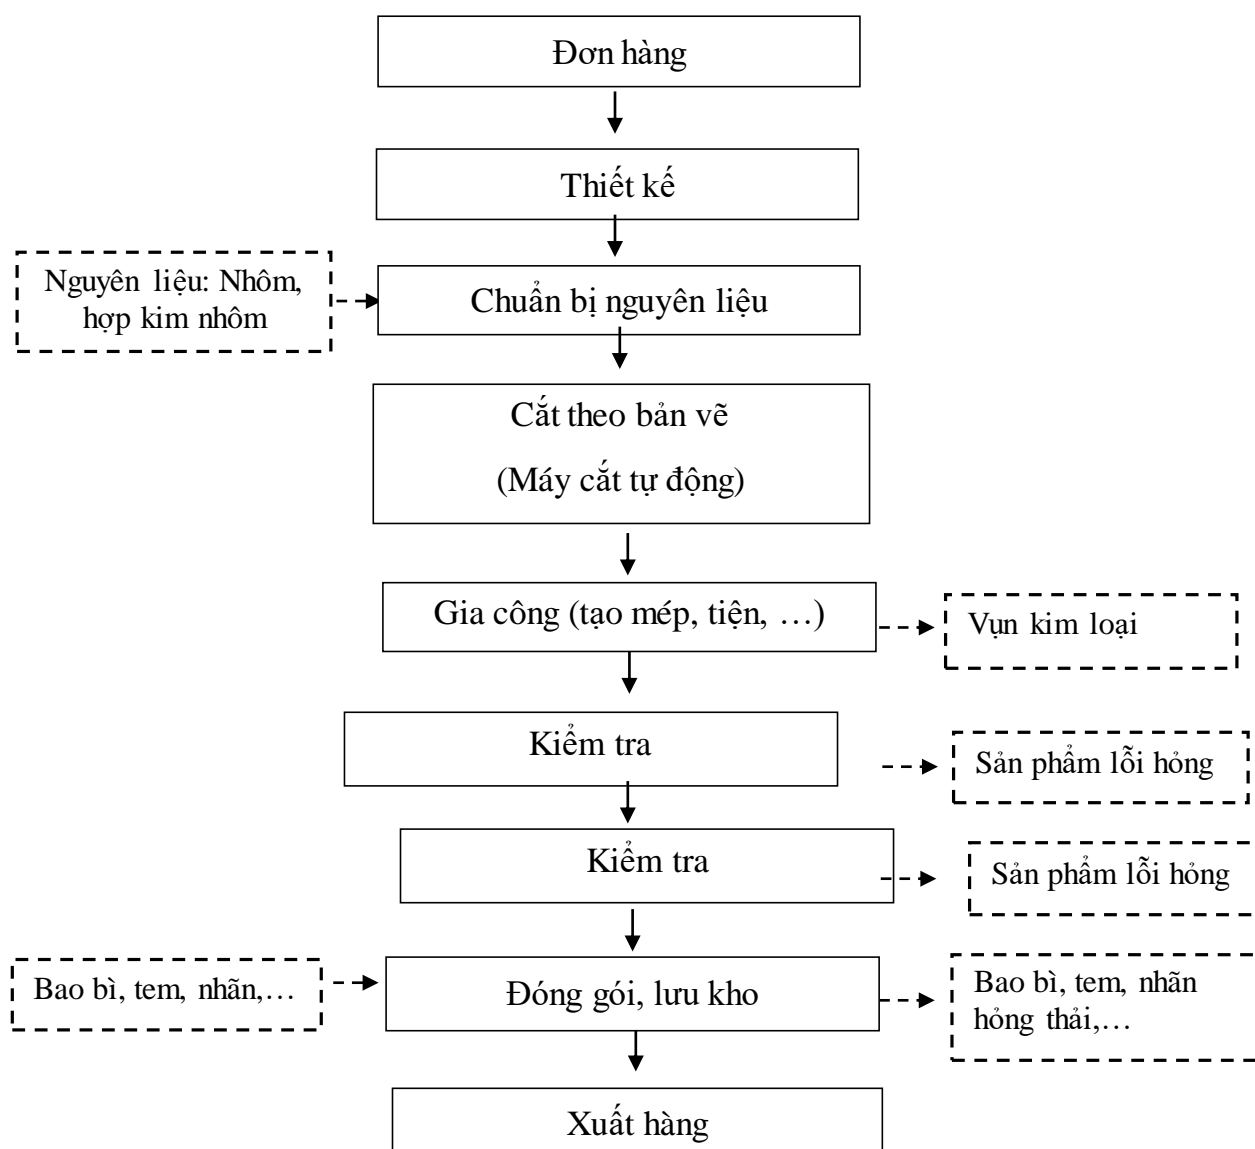 Đơn hàng
Thiết kế
Nguyên liệu: Nhôm,
hợp kim nhôm
Chuẩn bị nguyên liệu
Cắt theo bản vẽ
(Máy cắt tự động)
Gia công (tạo mép, tiện, …)
Vụn kim loại
Kiểm tra
Sản phẩm lỗi hỏng
Kiểm tra
Sản phẩm lỗi hỏng
Bao bì, tem, nhãn,…
Đóng gói, lưu kho
Bao bì, tem, nhãn
hỏng thải,…
Xuất hàng